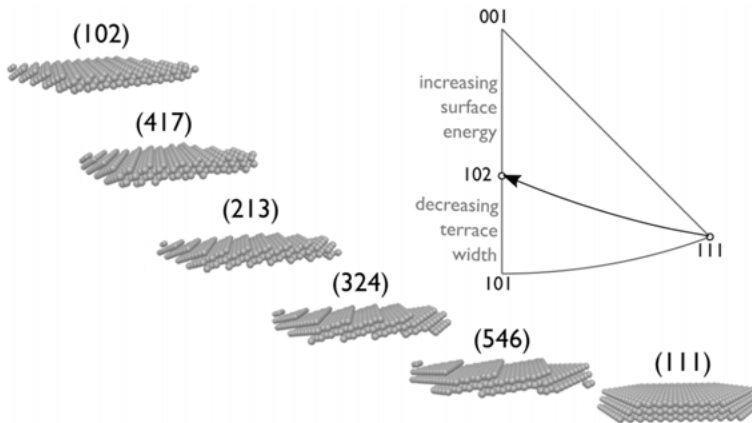 (102)
(417)
(213)
(324)
(546)
(111)
001
increasing
surface
energy
102
decreasing
terrace
width
101
111